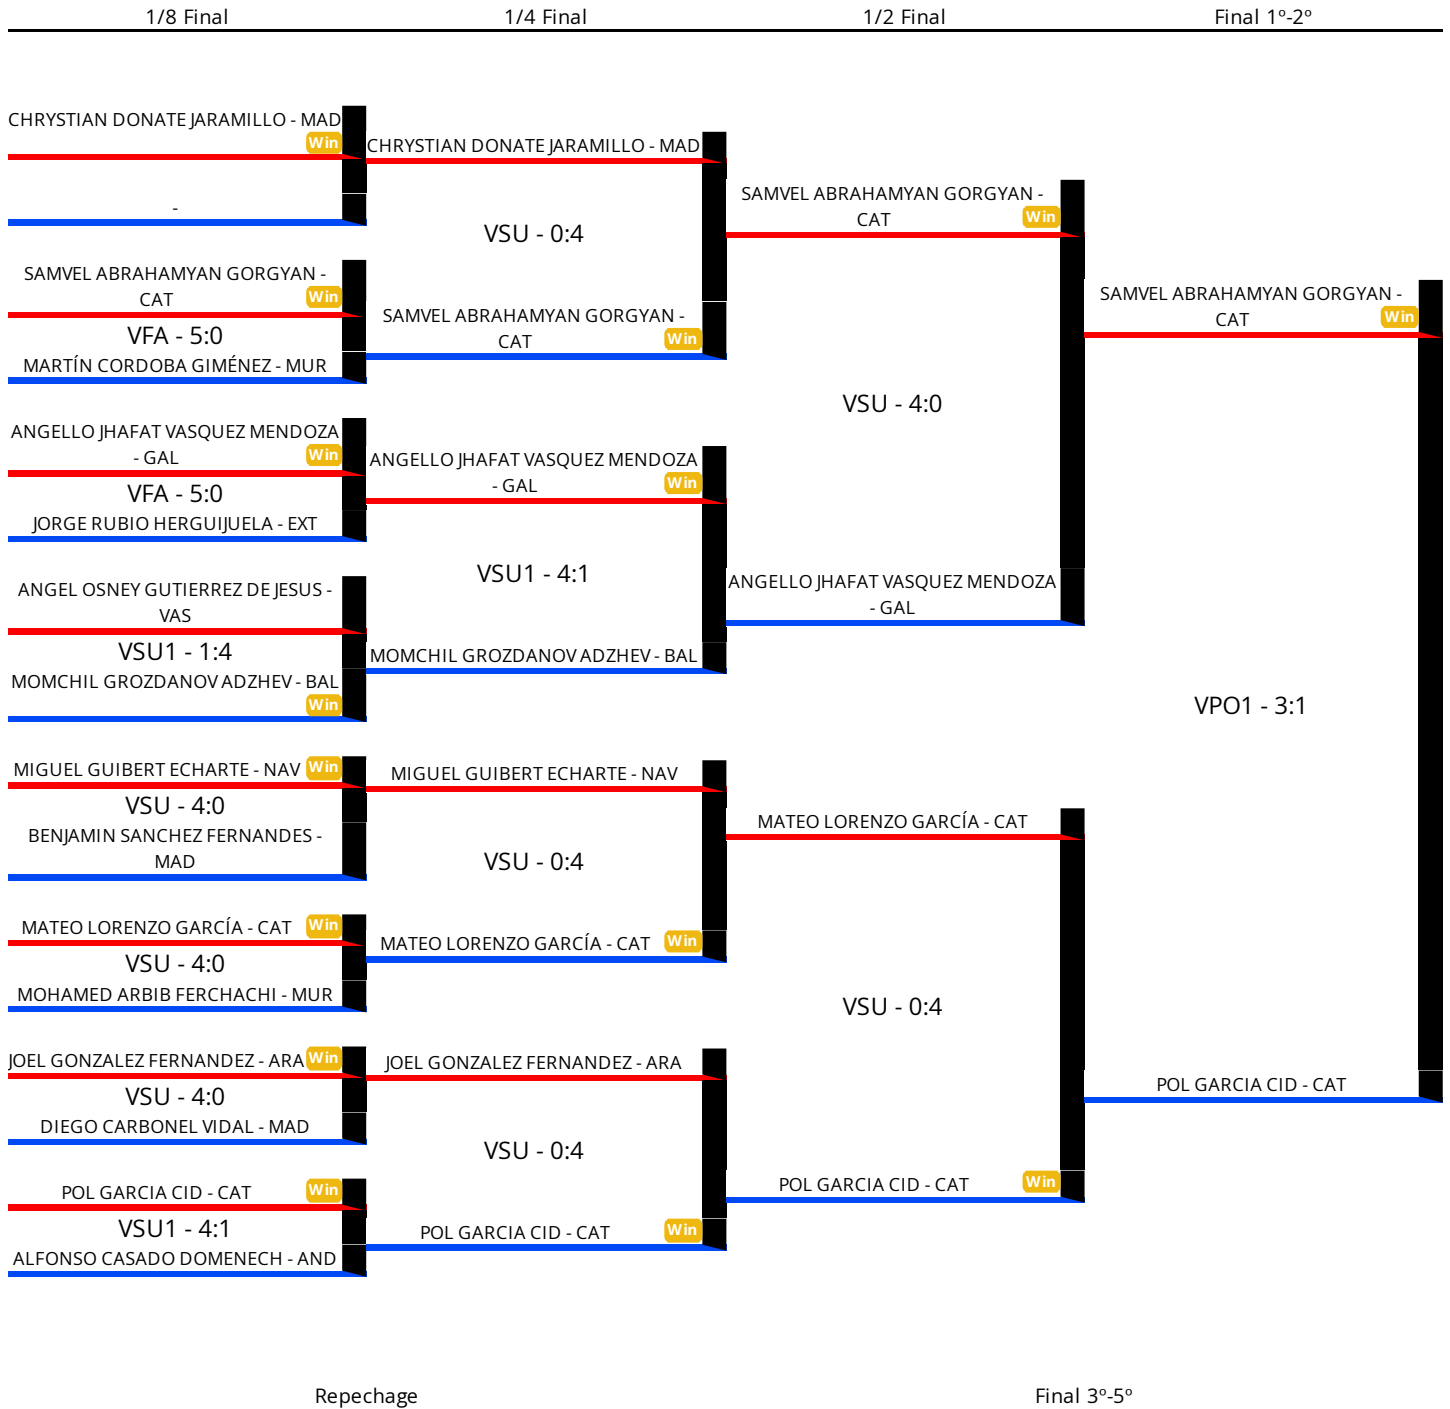 1/8 Final
1/4 Final
1/2 Final
Final 1º-2º
CHRYSTIAN DONATE JARAMILLO - MAD
Win
-
SAMVEL ABRAHAMYAN GORGYAN -
CAT
Win
VFA - 5:0
MARTÍN CORDOBA GIMÉNEZ - MUR
ANGELLO JHAFAT VASQUEZ MENDOZA
- GAL
Win
VFA - 5:0
JORGE RUBIO HERGUIJUELA - EXT
ANGEL OSNEY GUTIERREZ DE JESUS -
VAS
VSU1 - 1:4
MOMCHIL GROZDANOV ADZHEV - BAL
Win
MIGUEL GUIBERT ECHARTE - NAV
Win
VSU - 4:0
BENJAMIN SANCHEZ FERNANDES -
MAD
MATEO LORENZO GARCÍA - CAT
Win
VSU - 4:0
MOHAMED ARBIB FERCHACHI - MUR
JOEL GONZALEZ FERNANDEZ - ARA
Win
VSU - 4:0
DIEGO CARBONEL VIDAL - MAD
POL GARCIA CID - CAT
Win
VSU1 - 4:1
ALFONSO CASADO DOMENECH - AND
CHRYSTIAN DONATE JARAMILLO - MAD
VSU - 0:4
SAMVEL ABRAHAMYAN GORGYAN -
CAT
Win
ANGELLO JHAFAT VASQUEZ MENDOZA
- GAL
Win
VSU1 - 4:1
MOMCHIL GROZDANOV ADZHEV - BAL
MIGUEL GUIBERT ECHARTE - NAV
VSU - 0:4
MATEO LORENZO GARCÍA - CAT
Win
JOEL GONZALEZ FERNANDEZ - ARA
VSU - 0:4
POL GARCIA CID - CAT
Win
SAMVEL ABRAHAMYAN GORGYAN -
CAT
Win
VSU - 4:0
ANGELLO JHAFAT VASQUEZ MENDOZA
- GAL
MATEO LORENZO GARCÍA - CAT
VSU - 0:4
POL GARCIA CID - CAT
Win
SAMVEL ABRAHAMYAN GORGYAN -
CAT
Win
VPO1 - 3:1
POL GARCIA CID - CAT
Repechage
Final 3º-5º